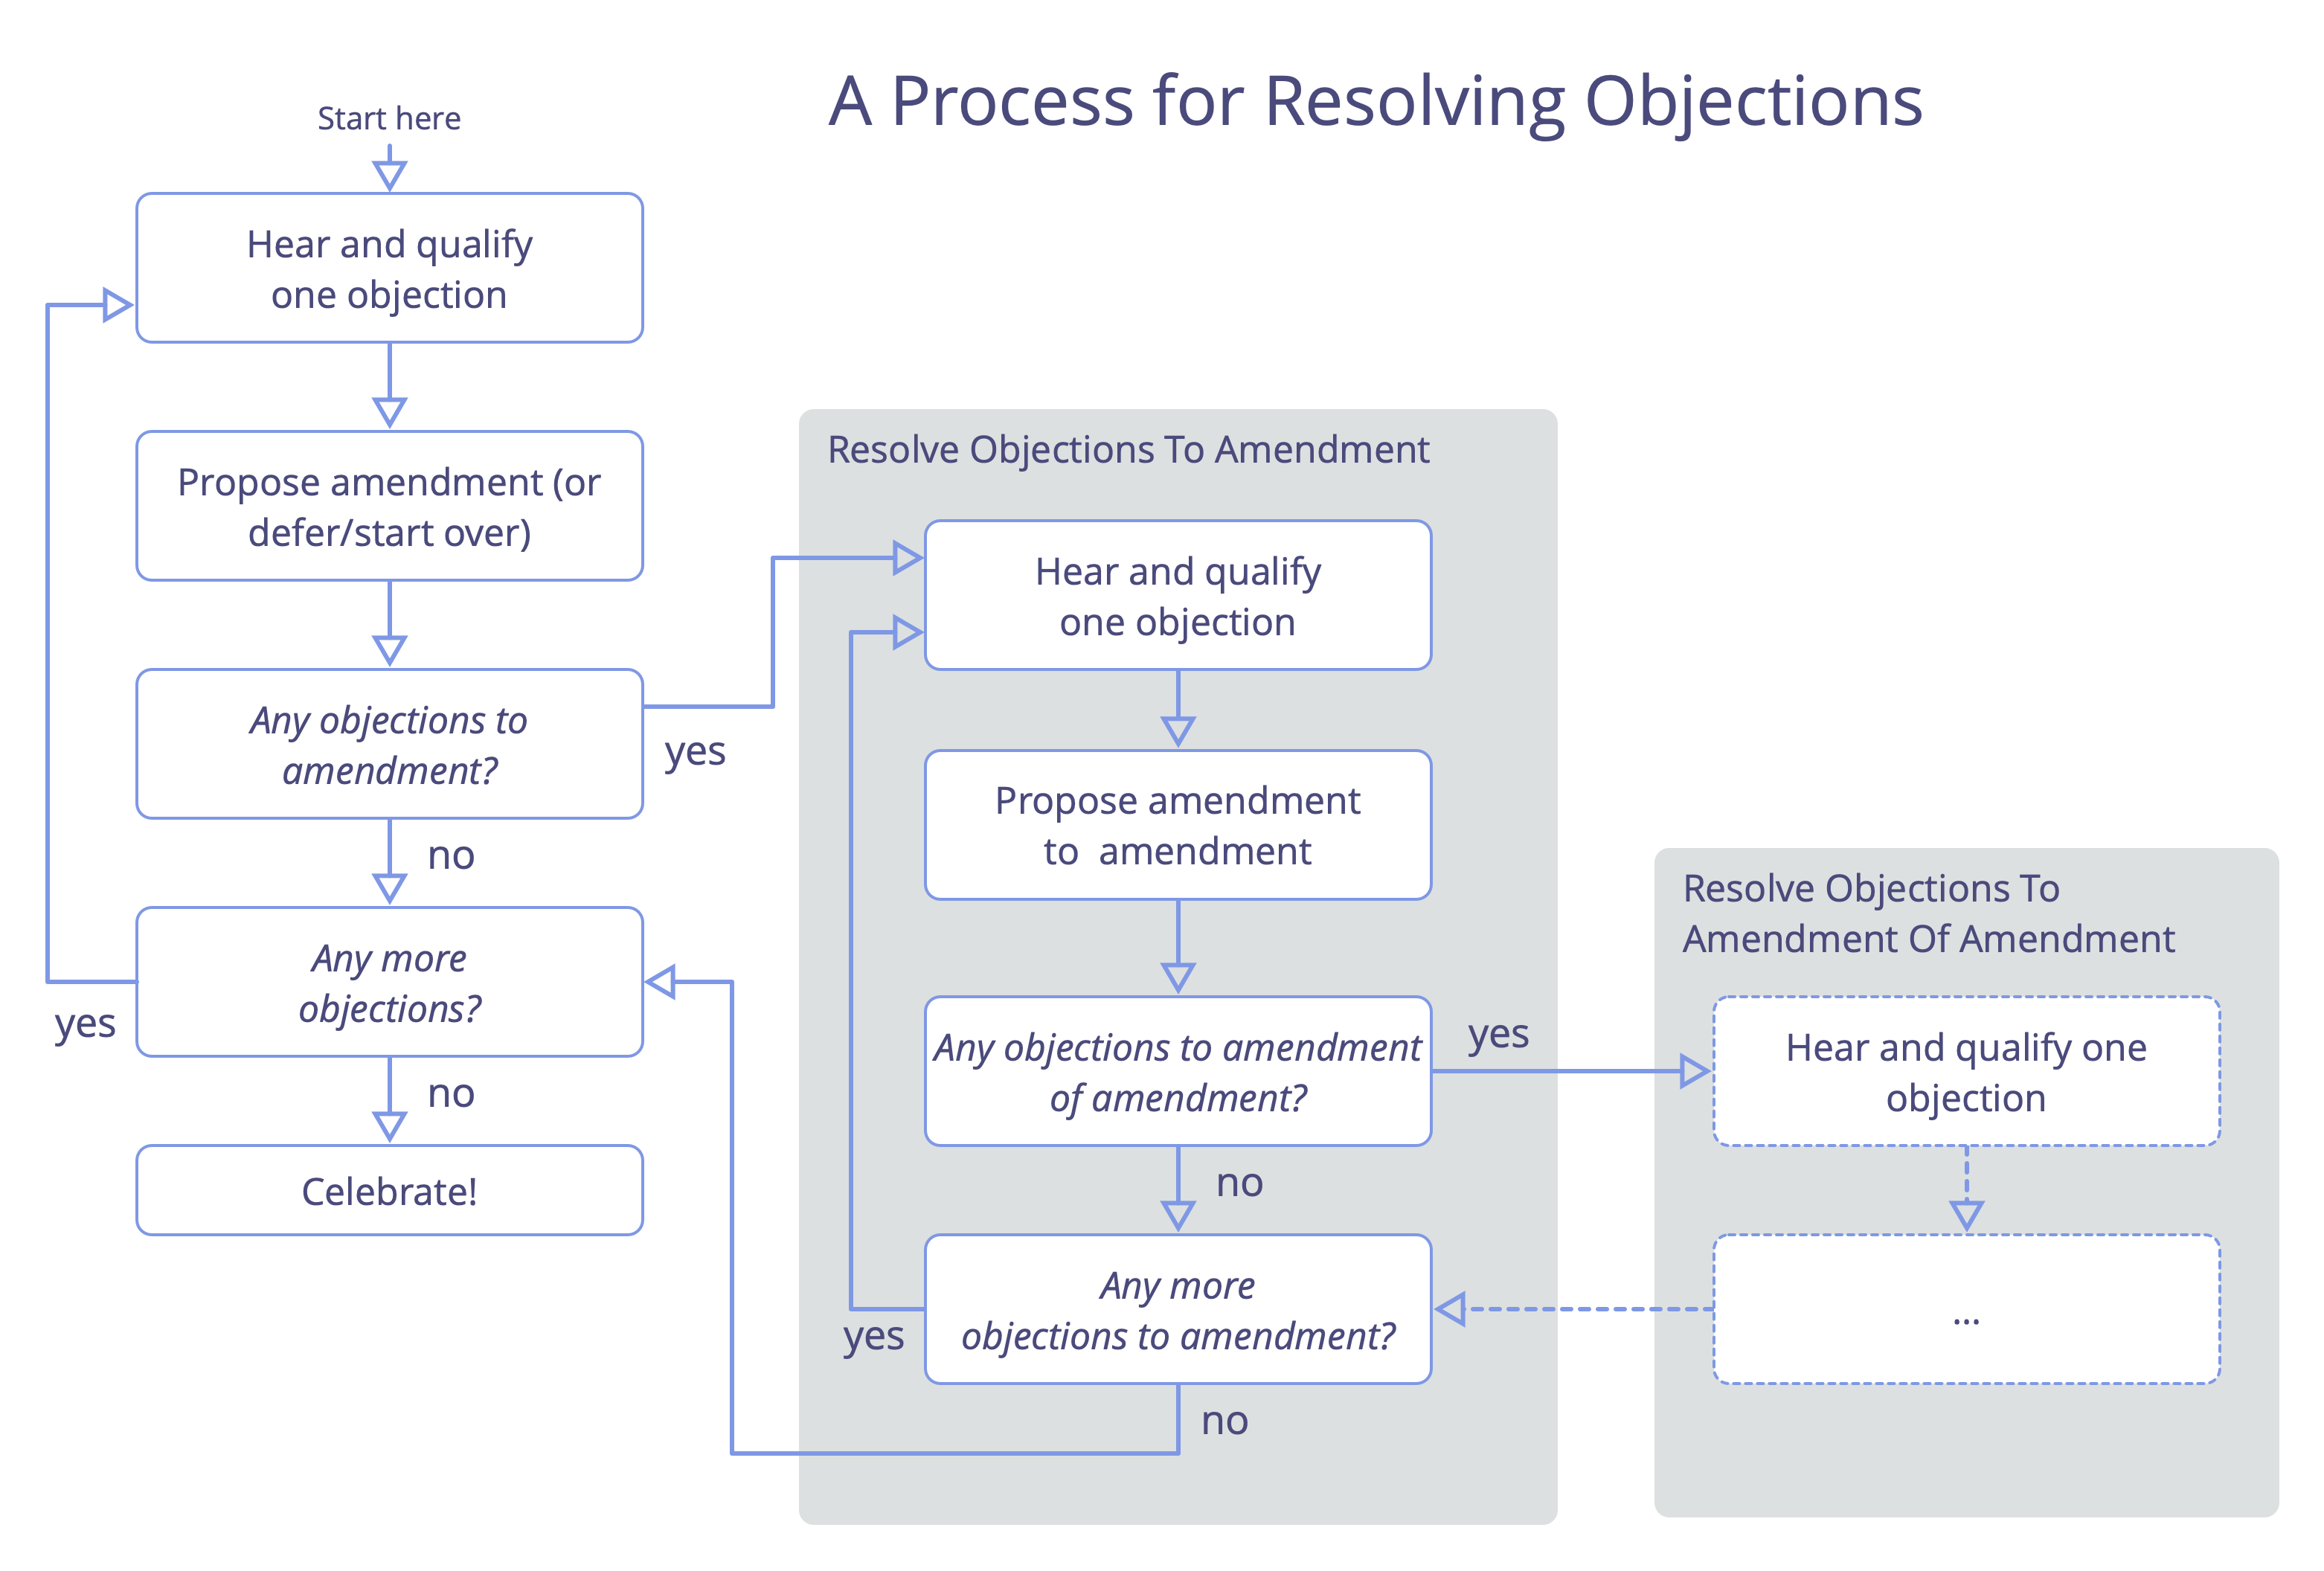 A Process for Resolving Objections
Start here
Hear and qualify
one objection
Propose amendment (or
defer/start over)
Any objections to
amendment?
yes
no
Any more
objections?
yes
no
Celebrate!
Resolve Objections To Amendment
Hear and qualify
one objection
Propose amendment
to  amendment
Any objections to amendment
of amendment?
yes
no
Any more
objections to amendment?
yes
no
Resolve Objections To
Amendment Of Amendment
Hear and qualify one
objection
...